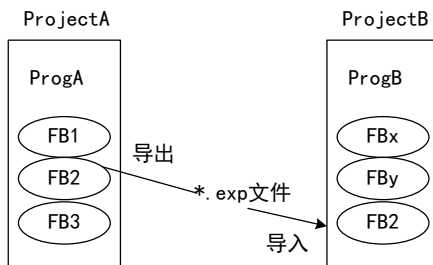 ProjectA
ProjectB
ProgA
ProgB
FB1
FBx
导出
FB2
FBy
*.exp文件
FB3
FB2
导入